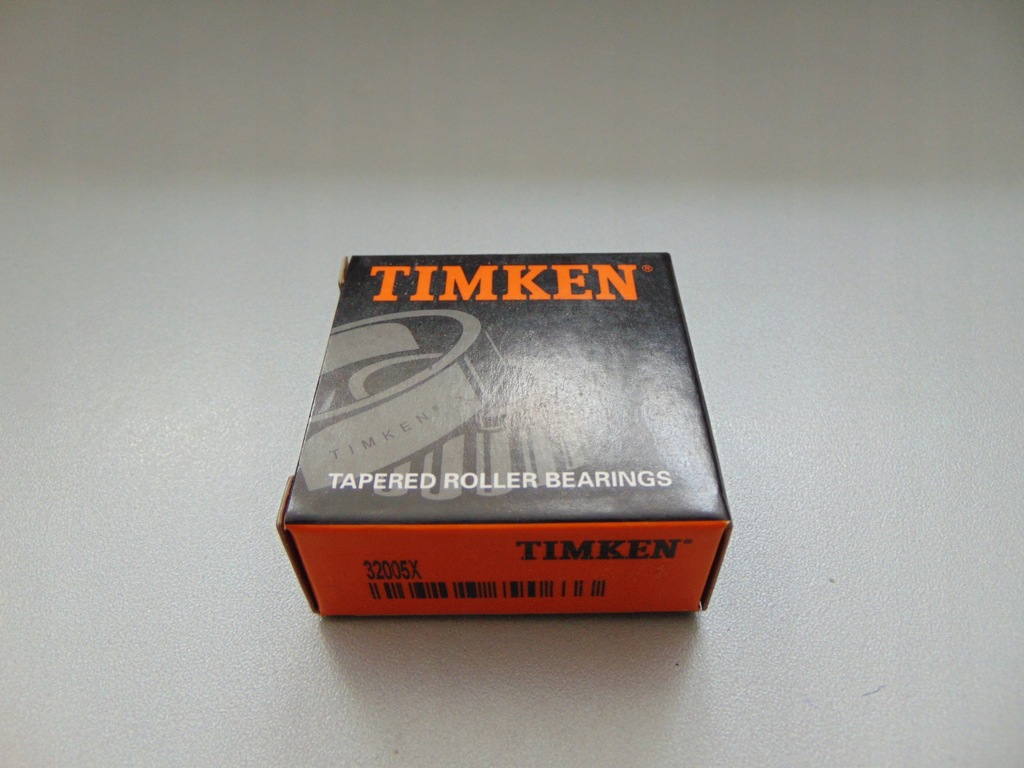 TIMKEN®
TIMKEN®
TAPERED ROLLER BEARINGS
TIMKEN®
32005X